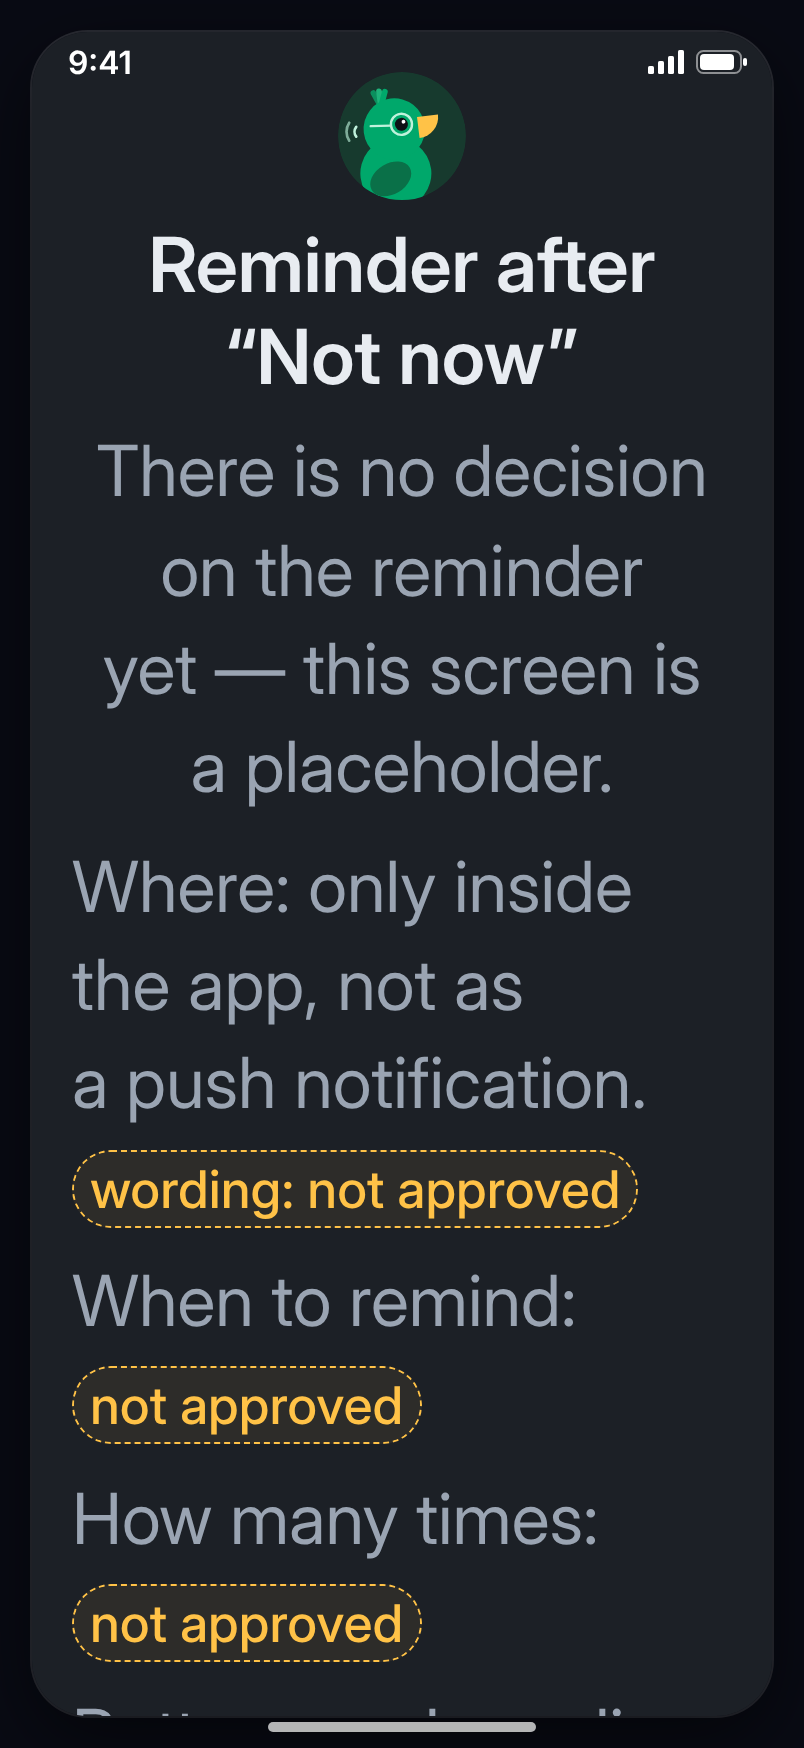 9:41
Reminder after
“Not now”
There is no decision
on the reminder
yet — this screen is
a placeholder.
Where: only inside
the app, not as
a push notification.
wording: not approved
When to remind:
not approved
How many times:
not approved